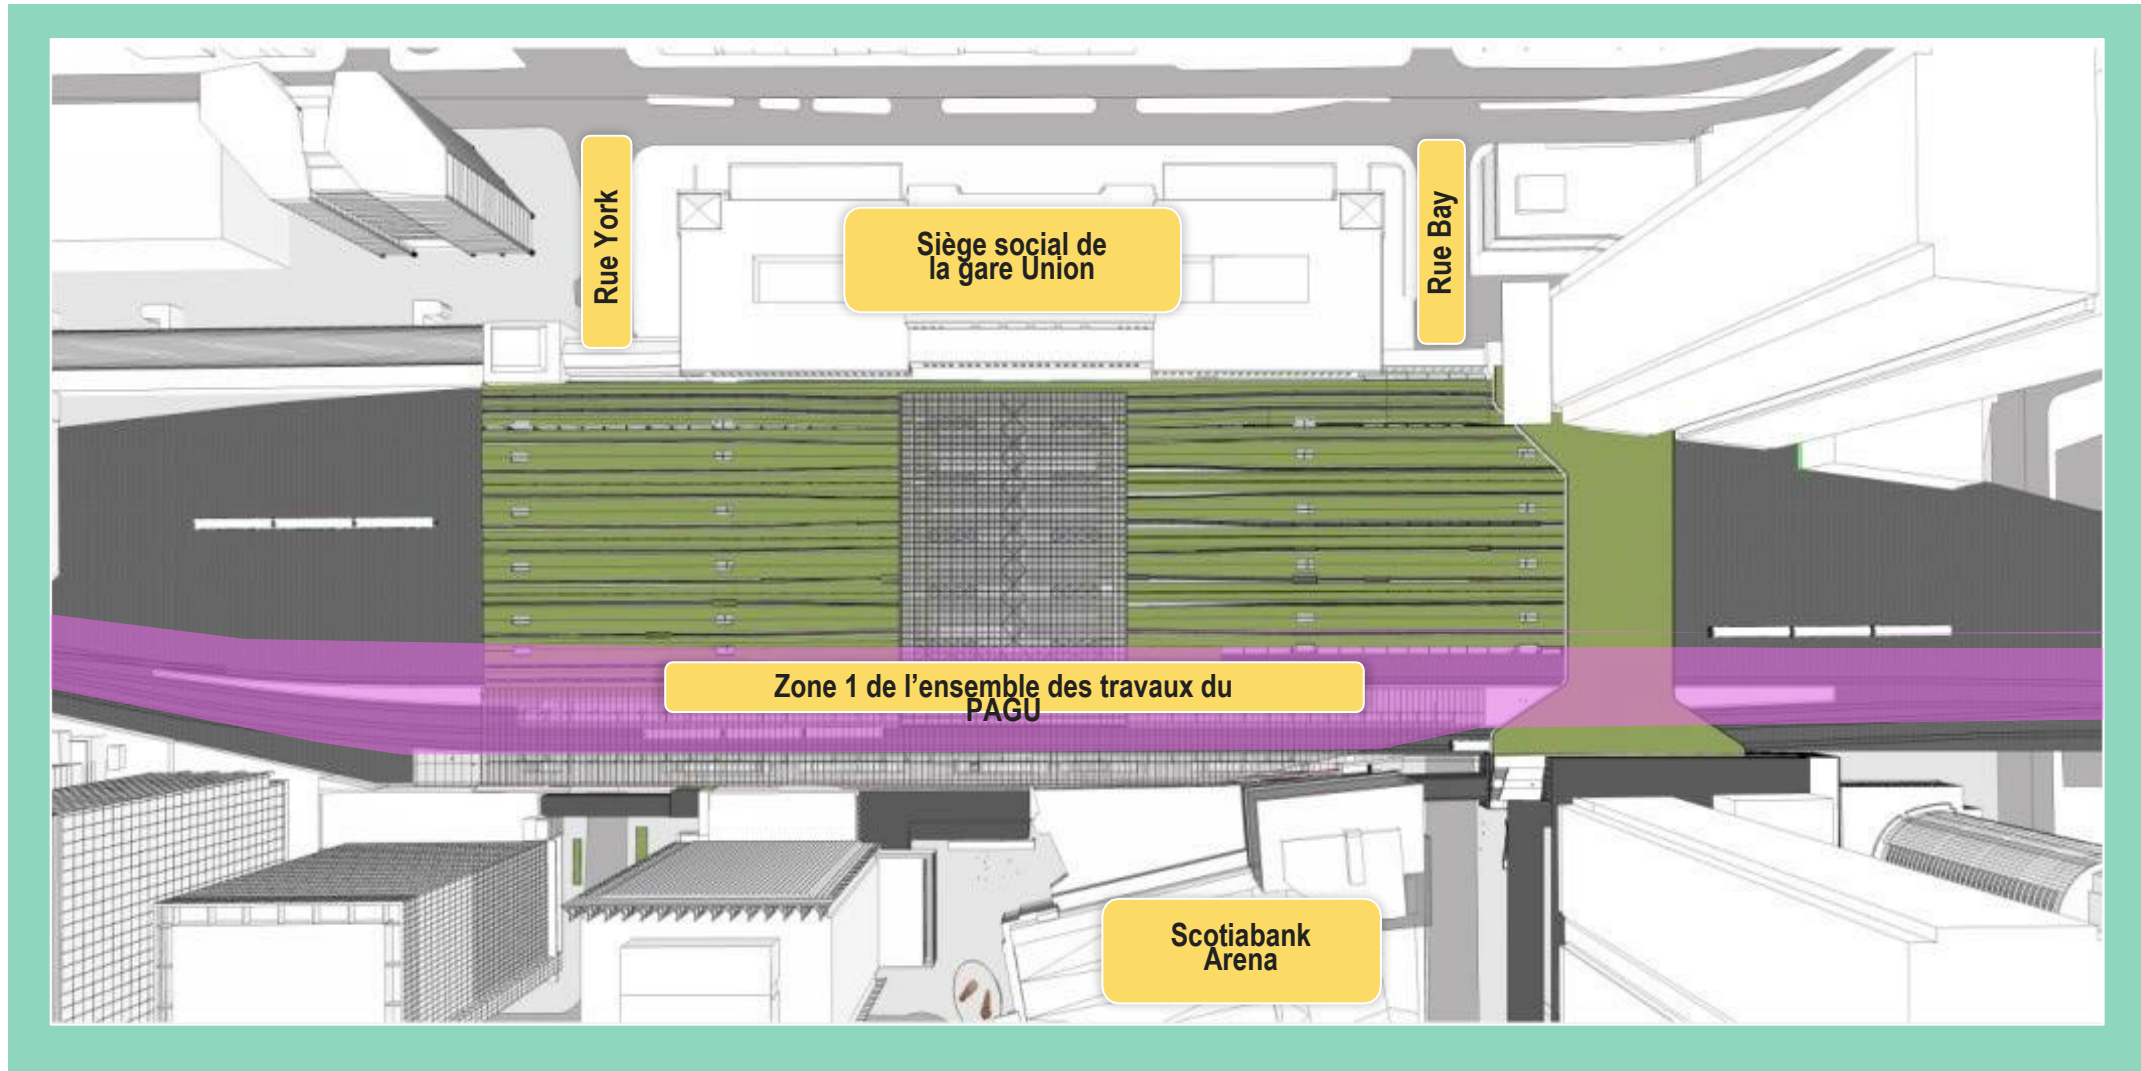 Rue York
Siège social de
la gare Union
Rue Bay
Zone 1 de l’ensemble des travaux du
PAGU
Scotiabank
Arena